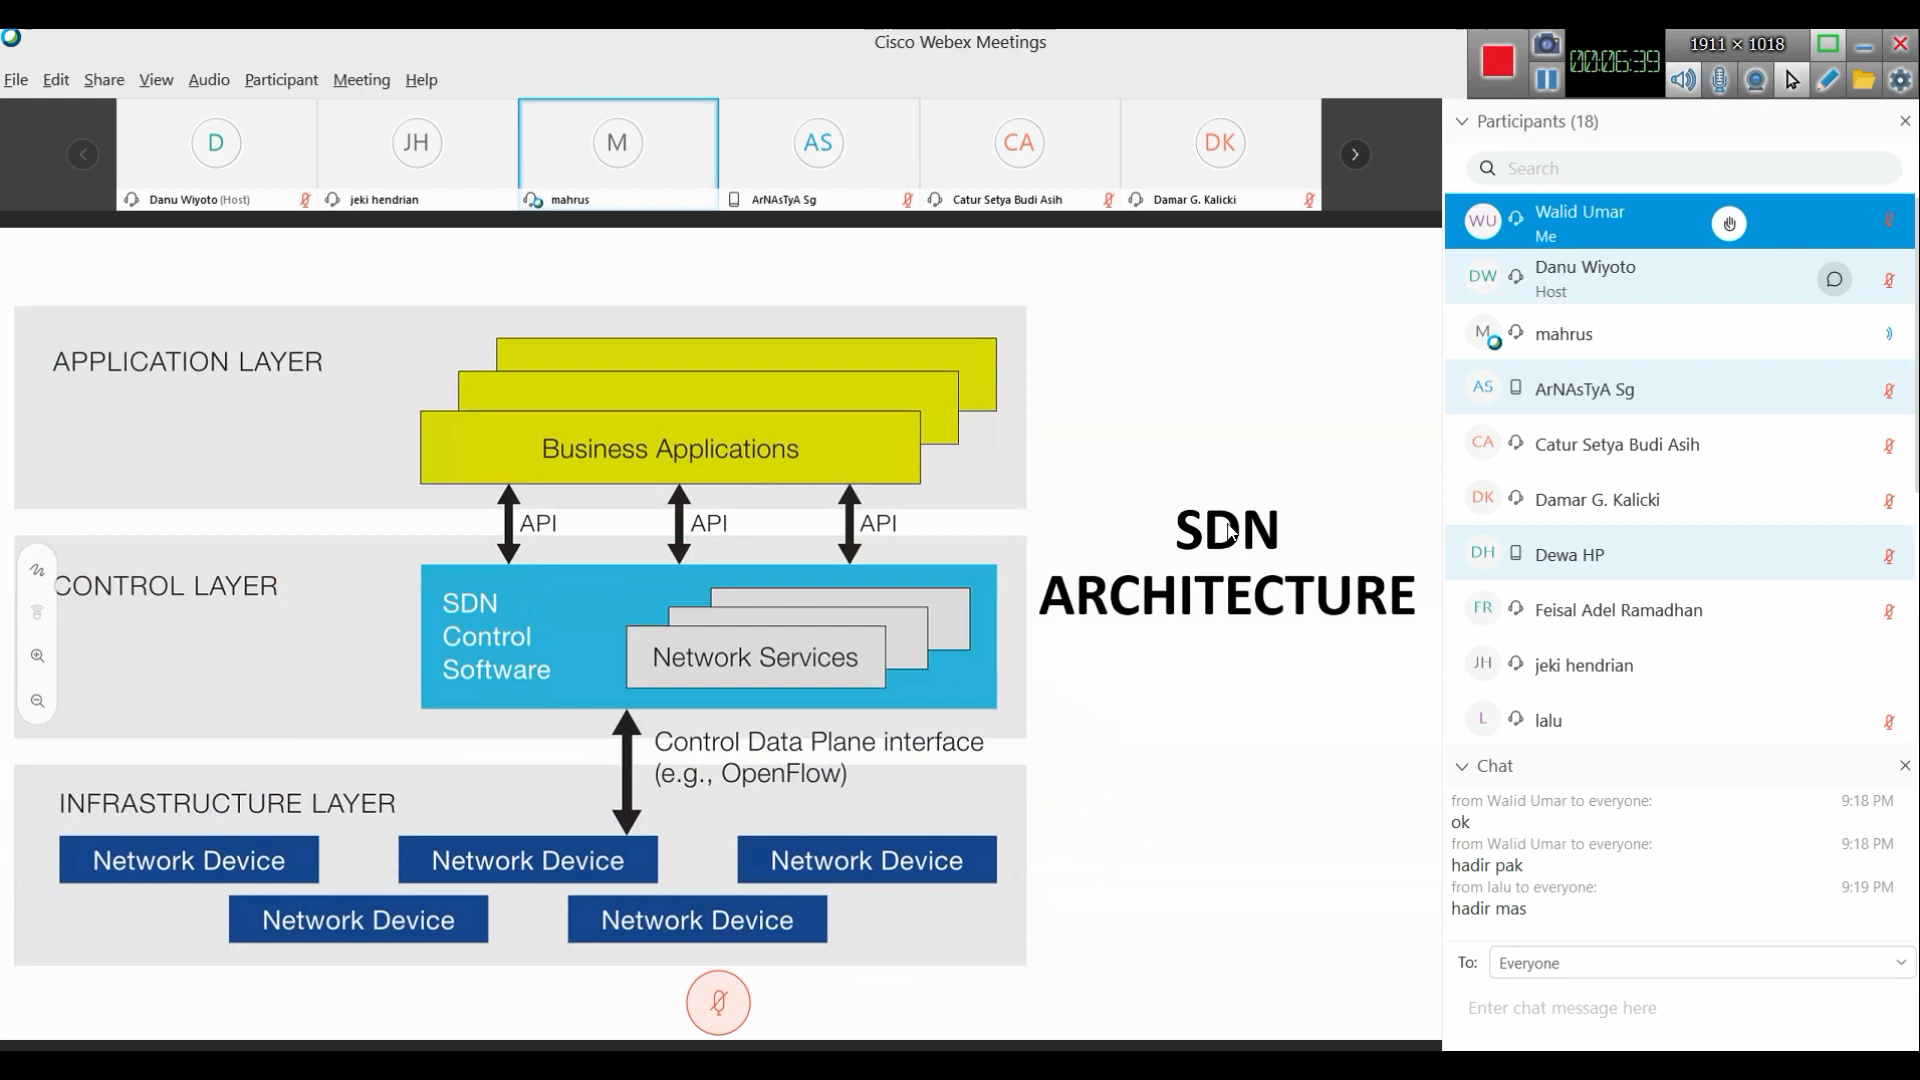 Cisco Webex Meetings
00:06:39
1911 × 1018
File Edit Share View Audio Participant Meeting Help
D
JH
M
AS
CA
DK
Danu Wiyoto (Host)
jeki hendrian
mahrus
ArNAsTyA Sg
Catur Setya Budi Asih
Damar G. Kalicki
APPLICATION LAYER
Business Applications
API
API
API
CONTROL LAYER
SDN
Control
Software
Network Services
Control Data Plane interface
(e.g., OpenFlow)
INFRASTRUCTURE LAYER
Network Device
Network Device
Network Device
Network Device
Network Device
SDN
ARCHITECTURE
Participants (18)
Search
WU
Walid Umar
Me
DW
Danu Wiyoto
Host
M
mahrus
AS
ArNAsTyA Sg
CA
Catur Setya Budi Asih
DK
Damar G. Kalicki
DH
Dewa HP
FR
Feisal Adel Ramadhan
JH
jeki hendrian
L
lalu
Chat
from Walid Umar to everyone: 9:18 PM
ok
from Walid Umar to everyone: 9:18 PM
hadir pak
from lalu to everyone: 9:19 PM
hadir mas
To: Everyone
Enter chat message here